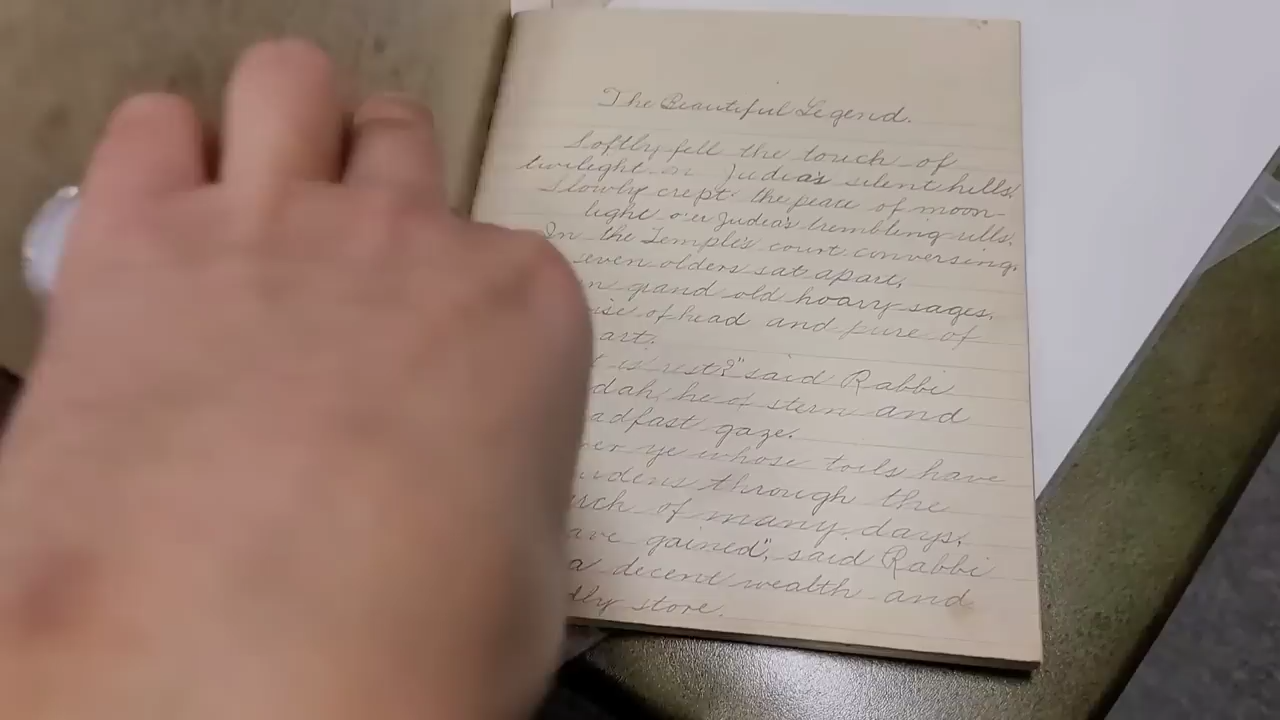 The Beautiful Legend.
Softly fell the touch of
twilight on Judea's silent hills.
Slowly crept the peace of moon-
light o'er Judea's trembling rills.
In the Temple's court conversing,
seven elders sat apart,
grand old hoary sages,
of head and pure of
is rest?" said Rabbi
he of stern and
gaze.
ye whose toils have
through the
of many days.
gained", said Rabbi
a decent wealth and
store.